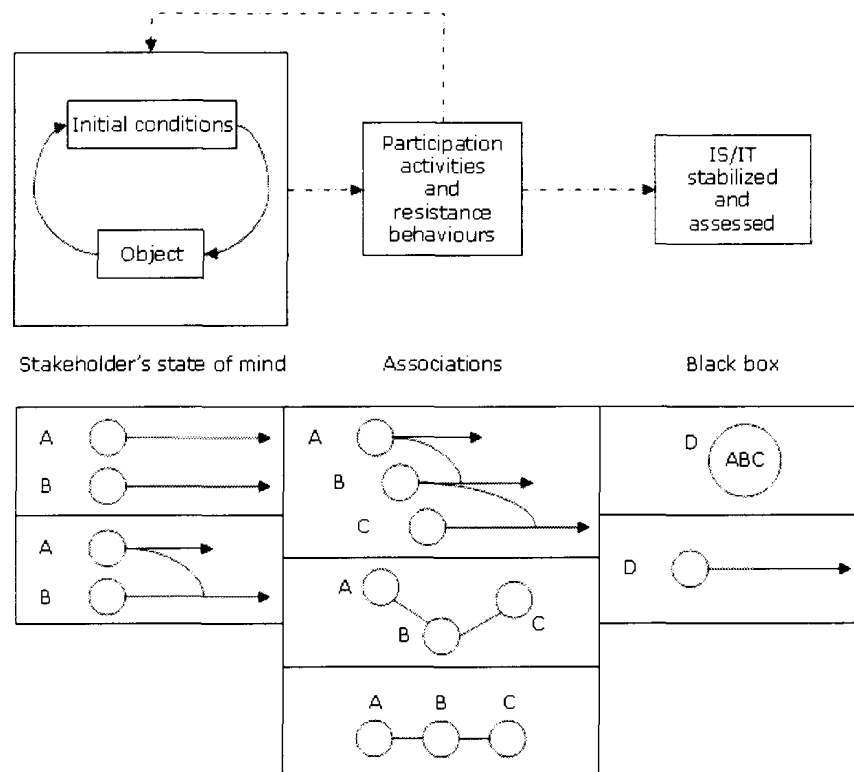 Initial conditions
Object
Participation
activities
and
resistance
behaviours
IS/IT
stabilized
and
assessed
Stakeholder's state of mind
Associations
Black box
A
B
A
B
A
B
C
A
B
C
A B C
D
ABC
D